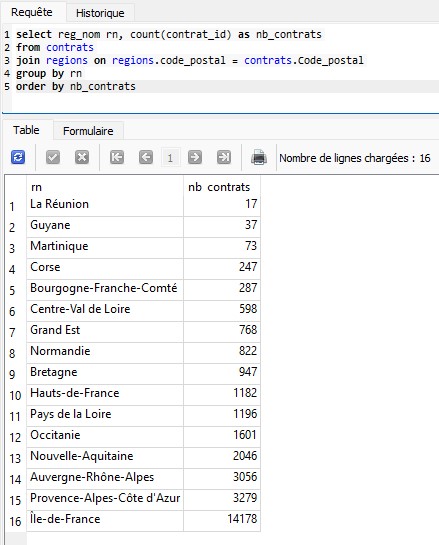 Requête Historique
1 select reg_nom rn, count(contrat_id) as nb_contrats
2 from contrats
3 join regions on regions.code_postal = contrats.Code_postal
4 group by rn
5 order by nb_contrats
Table Formulaire
1 Nombre de lignes chargées : 16
rn nb contrats
1 La Réunion 17
2 Guyane 37
3 Martinique 73
4 Corse 247
5 Bourgogne-Franche-Comté 287
6 Centre-Val de Loire 598
7 Grand Est 768
8 Normandie 822
9 Bretagne 947
10 Hauts-de-France 1182
11 Pays de la Loire 1196
12 Occitanie 1601
13 Nouvelle-Aquitaine 2046
14 Auvergne-Rhône-Alpes 3056
15 Provence-Alpes-Côte d'Azur 3279
16 Île-de-France 14178